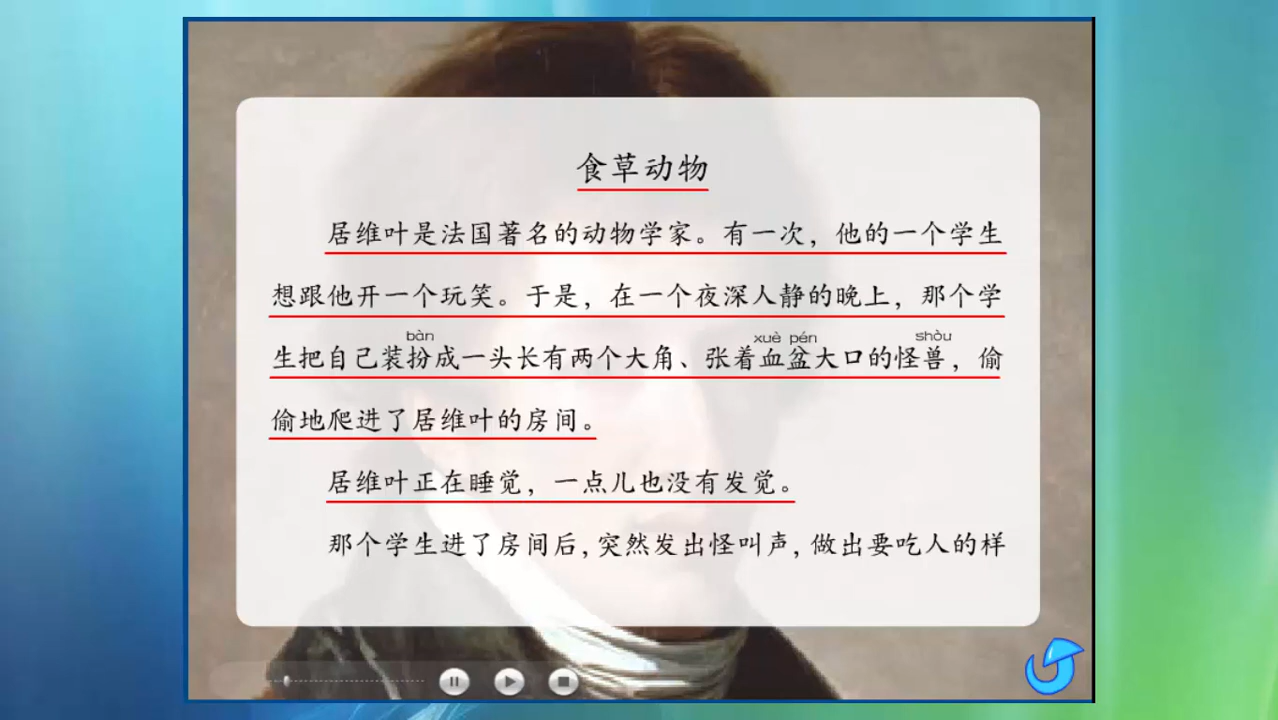 食草动物
居维叶是法国著名的动物学家。有一次，他的一个学生
想跟他开一个玩笑。于是，在一个夜深人静的晚上，那个学
bàn xuè pén shòu
生把自己装扮成一头长有两个大角、张着血盆大口的怪兽，偷
偷地爬进了居维叶的房间。
居维叶正在睡觉，一点儿也没有发觉。
那个学生进了房间后，突然发出怪叫声，做出要吃人的样